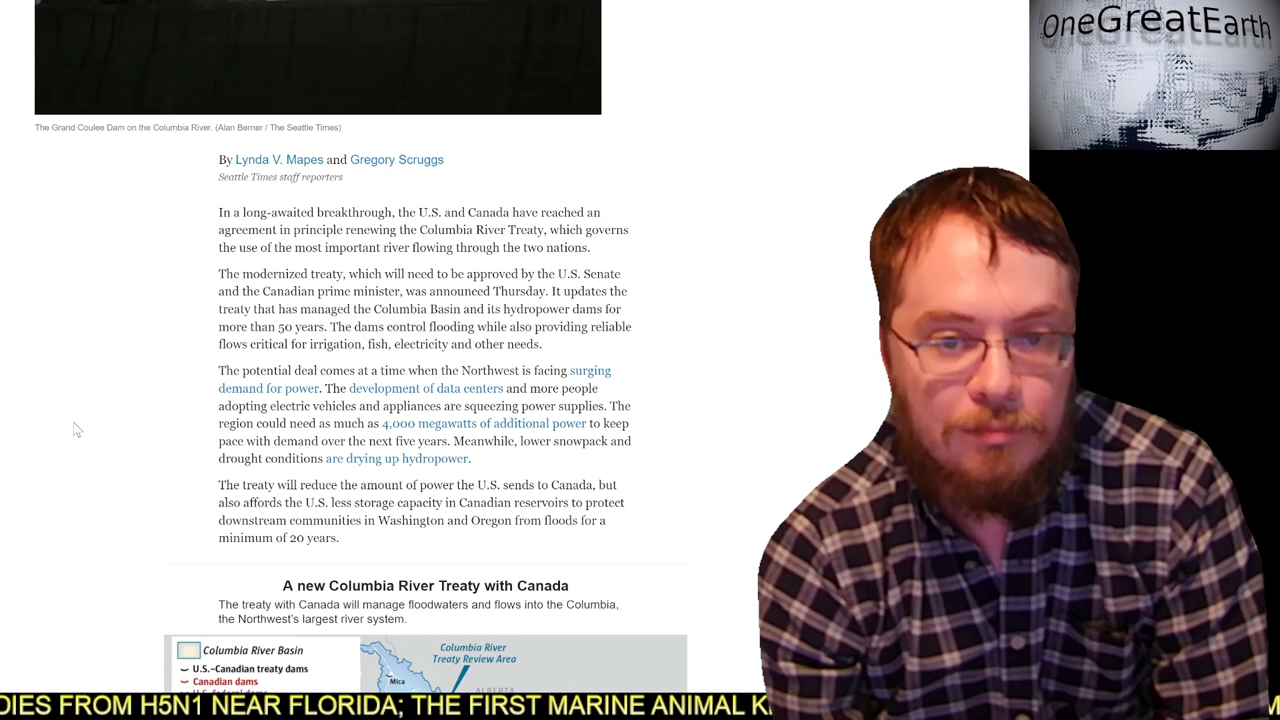 OneGreatEarth
The Grand Coulee Dam on the Columbia River. (Alan Berner / The Seattle Times)
By Lynda V. Mapes and Gregory Scruggs
Seattle Times staff reporters
In a long-awaited breakthrough, the U.S. and Canada have reached an
agreement in principle renewing the Columbia River Treaty, which governs
the use of the most important river flowing through the two nations.
The modernized treaty, which will need to be approved by the U.S. Senate
and the Canadian prime minister, was announced Thursday. It updates the
treaty that has managed the Columbia Basin and its hydropower dams for
more than 50 years. The dams control flooding while also providing reliable
flows critical for irrigation, fish, electricity and other needs.
The potential deal comes at a time when the Northwest is facing surging
demand for power. The development of data centers and more people
adopting electric vehicles and appliances are squeezing power supplies. The
region could need as much as 4,000 megawatts of additional power to keep
pace with demand over the next five years. Meanwhile, lower snowpack and
drought conditions are drying up hydropower.
The treaty will reduce the amount of power the U.S. sends to Canada, but
also affords the U.S. less storage capacity in Canadian reservoirs to protect
downstream communities in Washington and Oregon from floods for a
minimum of 20 years.
A new Columbia River Treaty with Canada
The treaty with Canada will manage floodwaters and flows into the Columbia,
the Northwest's largest river system.
Columbia River Basin
U.S.-Canadian treaty dams
Canadian dams
U.S. federal dams
Columbia River
Treaty Review Area
Mica
ALBERTA
DIES FROM H5N1 NEAR FLORIDA; THE FIRST MARINE ANIMAL K